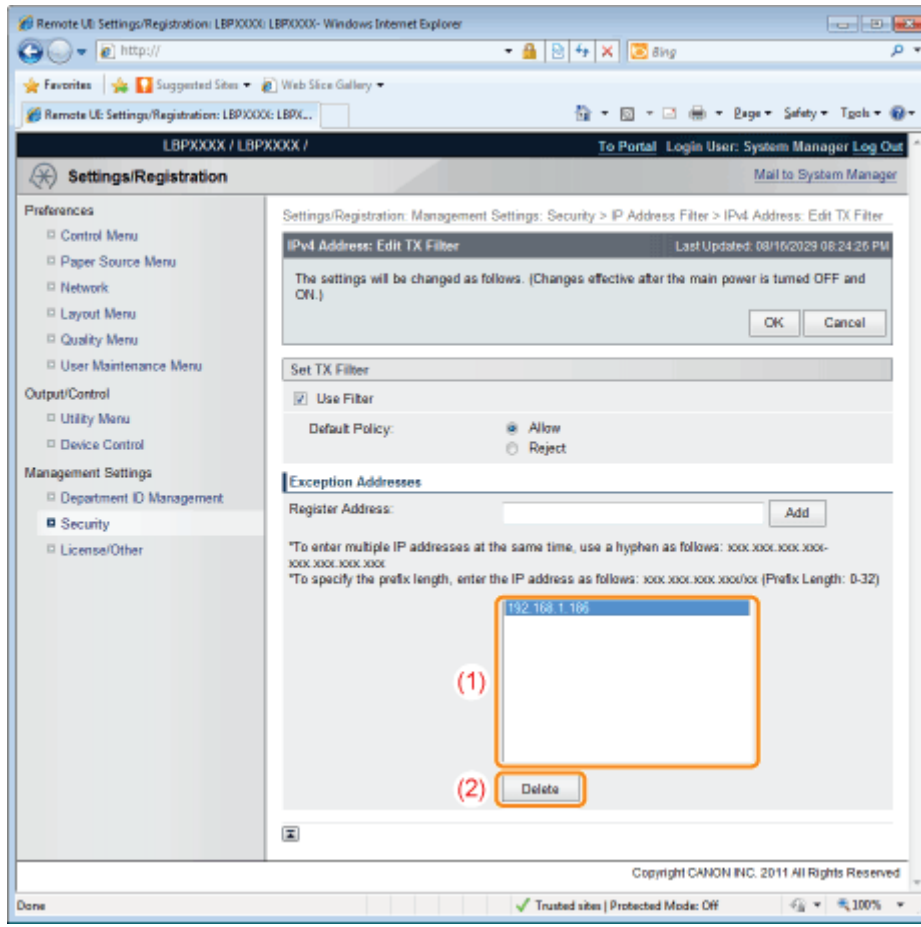 Remote UI: Settings/Registration: LBPXXXX: LBPXXXX- Windows Internet Explorer
http://
Bing
Favorites Suggested Sites Web Slice Gallery
Remote UI: Settings/Registration: LBPXXXX: LBPX... Page Safety Tools
LBPXXXX / LBPXXXX / To Portal Login User: System Manager Log Out
Settings/Registration Mail to System Manager
Preferences
Control Menu
Paper Source Menu
Network
Layout Menu
Quality Menu
User Maintenance Menu
Output/Control
Utility Menu
Device Control
Management Settings
Department ID Management
Security
License/Other
Settings/Registration: Management Settings: Security > IP Address Filter > IPv4 Address: Edit TX Filter
IPv4 Address: Edit TX Filter Last Updated: 08/16/2029 08:24:26 PM
The settings will be changed as follows. (Changes effective after the main power is turned OFF and
ON.)
OK Cancel
Set TX Filter
Use Filter
Default Policy: Allow
Reject
Exception Addresses
Register Address: Add
*To enter multiple IP addresses at the same time, use a hyphen as follows: xxx.xxx.xxx.xxx-
xxx.xxx.xxx.xxx
*To specify the prefix length, enter the IP address as follows: xxx.xxx.xxx.xxx/xx (Prefix Length: 0-32)
192.168.1.186
(1)
(2) Delete
Copyright CANON INC. 2011 All Rights Reserved
Done Trusted sites | Protected Mode: Off 100%